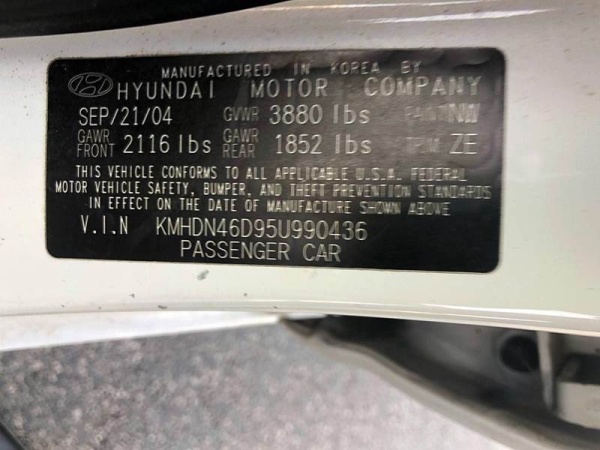 MANUFACTURED IN KOREA BY
HYUNDAI MOTOR COMPANY
SEP/21/04 GVWR 3880 lbs PAINT NW
GAWR FRONT 2116 lbs GAWR REAR 1852 lbs TRIM ZE
THIS VEHICLE CONFORMS TO ALL APPLICABLE U.S.A. FEDERAL
MOTOR VEHICLE SAFETY, BUMPER, AND THEFT PREVENTION STANDARDS
IN EFFECT ON THE DATE OF MANUFACTURE SHOWN ABOVE
V.I.N KMHDN46D95U990436
PASSENGER CAR